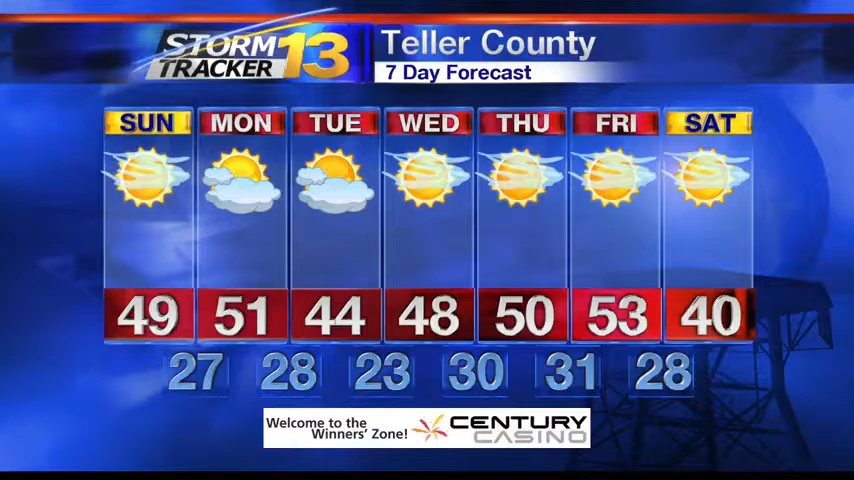 STORM TRACKER 13
Teller County
7 Day Forecast
SUN MON TUE WED THU FRI SAT
49 51 44 48 50 53 40
27 28 23 30 31 28
Welcome to the
Winners' Zone!
CENTURY
CASINO